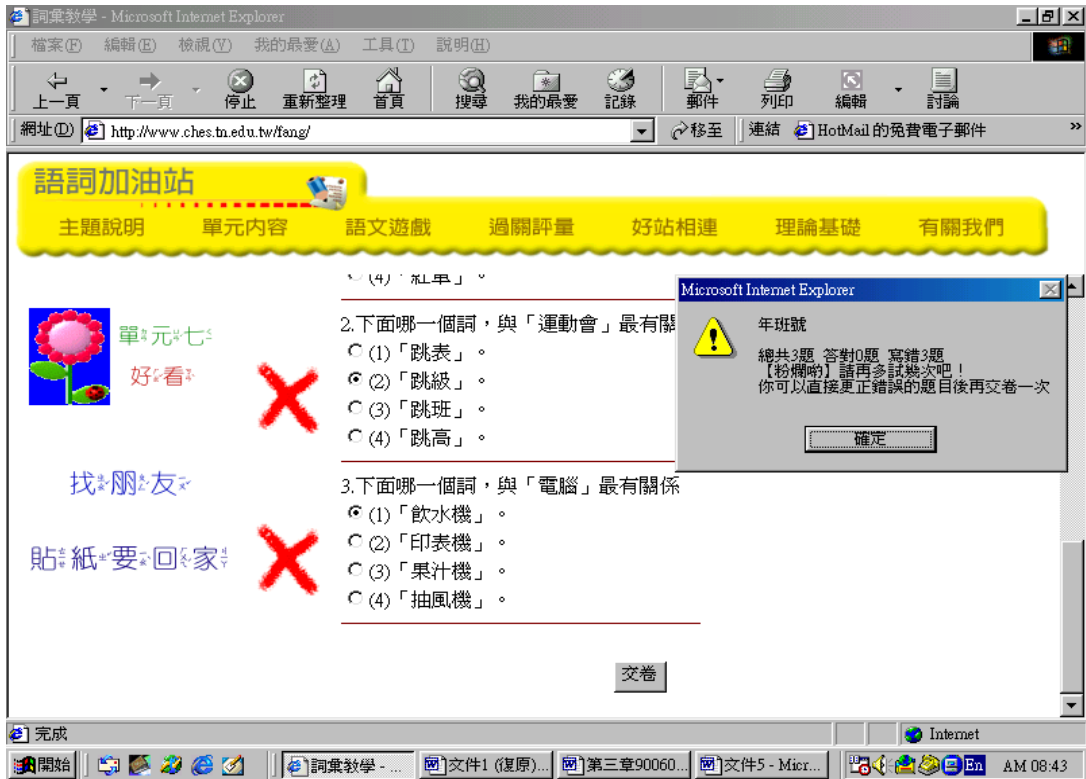 詞彙教學 - Microsoft Internet Explorer
檔案(F) 編輯(E) 檢視(V) 我的最愛(A) 工具(T) 說明(H)
上一頁 下一頁 停止 重新整理 首頁 搜尋 我的最愛 記錄 郵件 列印 編輯 討論
網址(D) http://www.ches.tn.edu.tw/fang/ 移至 連結 HotMail 的免費電子郵件 »
語詞加油站
主題說明 單元內容 語文遊戲 過關評量 好站相連 理論基礎 有關我們
單元七
好看
找朋友
貼紙要回家
(4)「紅單」。
2.下面哪一個詞,與「運動會」最有關
(1)「跳表」。
(2)「跳級」。
(3)「跳班」。
(4)「跳高」。
3.下面哪一個詞,與「電腦」最有關係
(1)「飲水機」。
(2)「印表機」。
(3)「果汁機」。
(4)「抽風機」。
交卷
Microsoft Internet Explorer
年班號
總共3題 答對0題 寫錯3題
【粉爛喲】請再多試幾次吧!
你可以直接更正錯誤的題目後再交卷一次
確定
完成 Internet
開始 詞彙教學 - ... 文件1 (復原)... 第三章90060... 文件5 - Micr... En AM 08:43